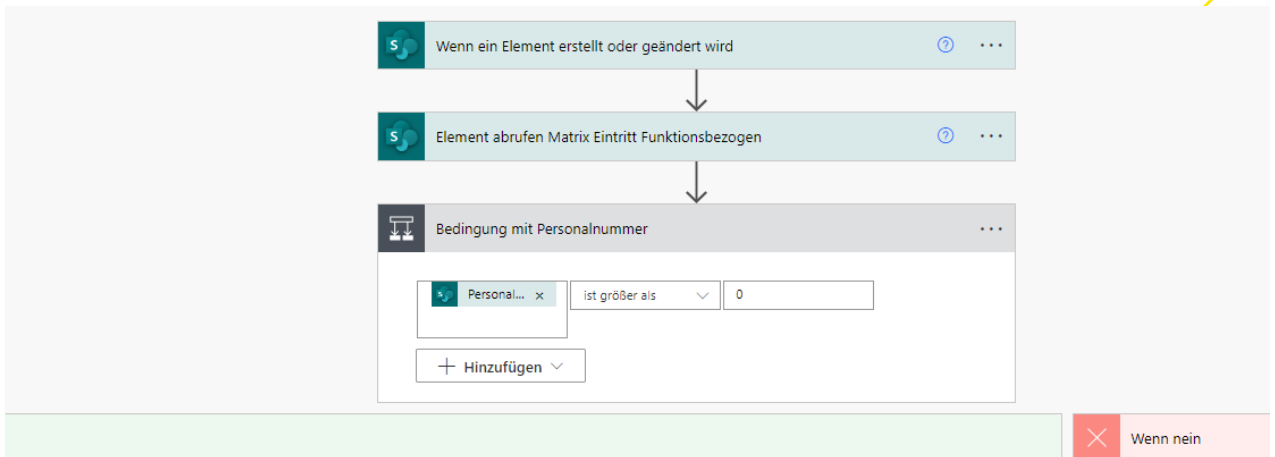 Wenn ein Element erstellt oder geändert wird
Element abrufen Matrix Eintritt Funktionsbezogen
Bedingung mit Personalnummer
Personal... x ist größer als 0
+ Hinzufügen
Wenn nein